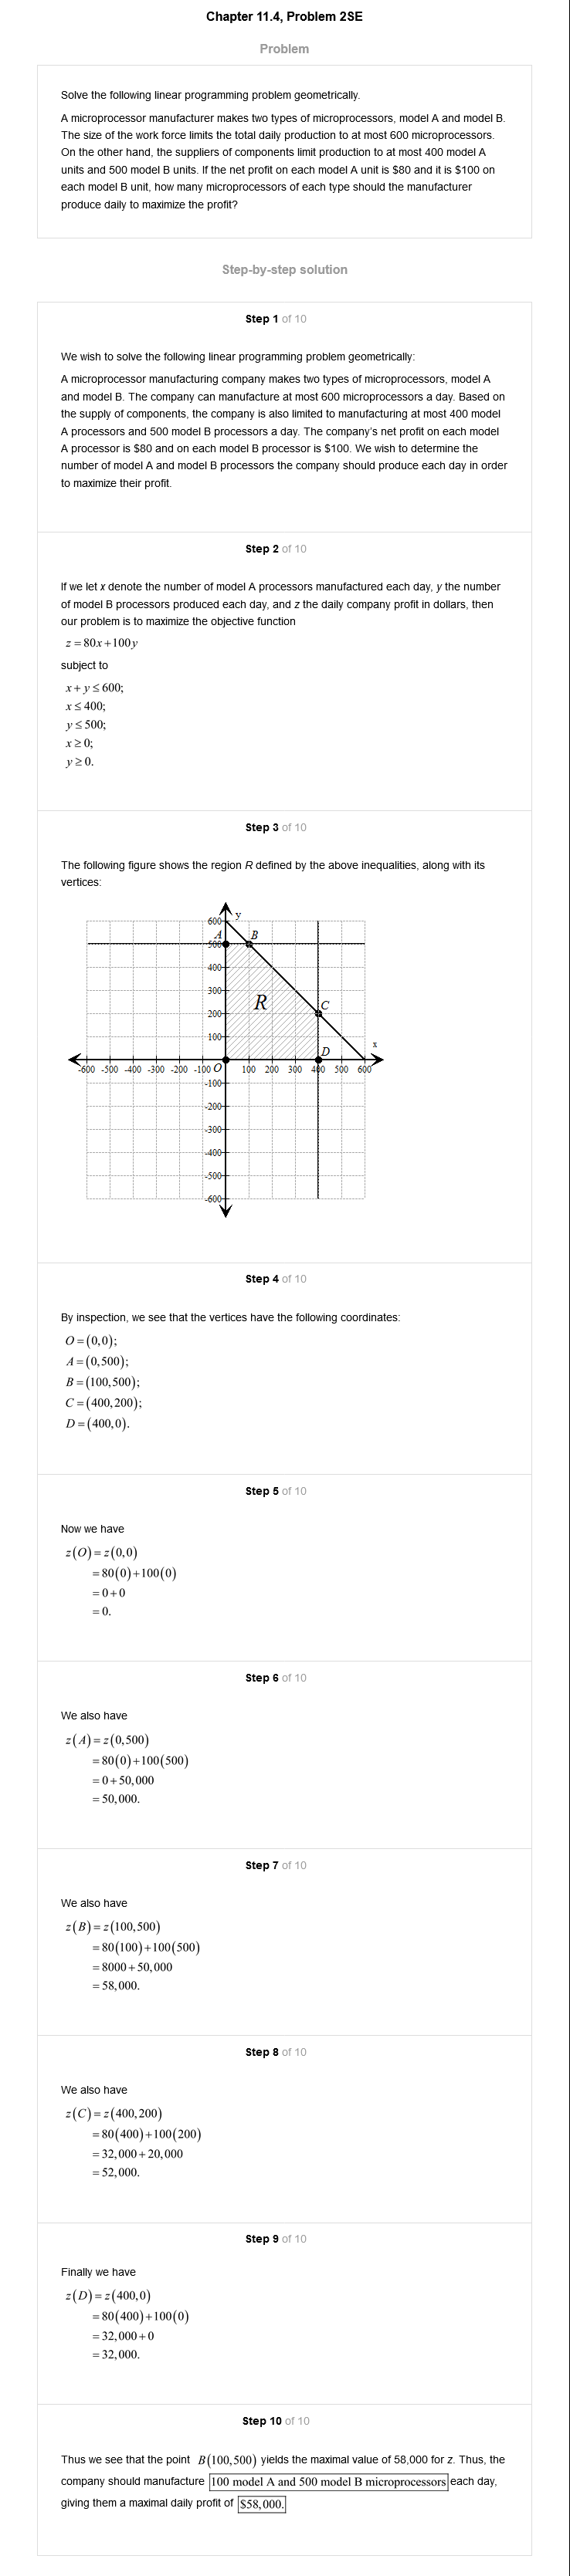 Chapter 11.4, Problem 2SE
Problem
Solve the following linear programming problem geometrically.
A microprocessor manufacturer makes two types of microprocessors, model A and model B.
The size of the work force limits the total daily production to at most 600 microprocessors.
On the other hand, the suppliers of components limit production to at most 400 model A
units and 500 model B units. If the net profit on each model A unit is $80 and it is $100 on
each model B unit, how many microprocessors of each type should the manufacturer
produce daily to maximize the profit?
Step-by-step solution
Step 1 of 10
We wish to solve the following linear programming problem geometrically:
A microprocessor manufacturing company makes two types of microprocessors, model A
and model B. The company can manufacture at most 600 microprocessors a day. Based on
the supply of components, the company is also limited to manufacturing at most 400 model
A processors and 500 model B processors a day. The company's net profit on each model
A processor is $80 and on each model B processor is $100. We wish to determine the
number of model A and model B processors the company should produce each day in order
to maximize their profit.
Step 2 of 10
If we let x denote the number of model A processors manufactured each day, y the number
of model B processors produced each day, and z the daily company profit in dollars, then
our problem is to maximize the objective function
z = 80x+100y
subject to
x+ y ≤ 600;
x ≤ 400;
y ≤ 500;
x ≥ 0;
y ≥ 0.
Step 3 of 10
The following figure shows the region R defined by the above inequalities, along with its
vertices:
y
600
A B
500
400
300
R
200 C
100
x
D
-600 -500 -400 -300 -200 -100 O 100 200 300 400 500 600
-100
-200
-300
-400
-500
-600
Step 4 of 10
By inspection, we see that the vertices have the following coordinates:
O = (0,0);
A = (0,500);
B = (100,500);
C = (400,200);
D = (400,0).
Step 5 of 10
Now we have
z(O) = z(0,0)
= 80(0)+100(0)
= 0+0
= 0.
Step 6 of 10
We also have
z(A) = z(0,500)
= 80(0)+100(500)
= 0+50,000
= 50,000.
Step 7 of 10
We also have
z(B) = z(100,500)
= 80(100)+100(500)
= 8000+50,000
= 58,000.
Step 8 of 10
We also have
z(C) = z(400,200)
= 80(400)+100(200)
= 32,000+20,000
= 52,000.
Step 9 of 10
Finally we have
z(D) = z(400,0)
= 80(400)+100(0)
= 32,000+0
= 32,000.
Step 10 of 10
Thus we see that the point B(100,500) yields the maximal value of 58,000 for z. Thus, the
company should manufacture 100 model A and 500 model B microprocessors each day,
giving them a maximal daily profit of $58,000.